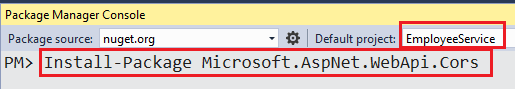 Package Manager Console
Package source: nuget.org Default project: EmployeeService
PM> Install-Package Microsoft.AspNet.WebApi.Cors